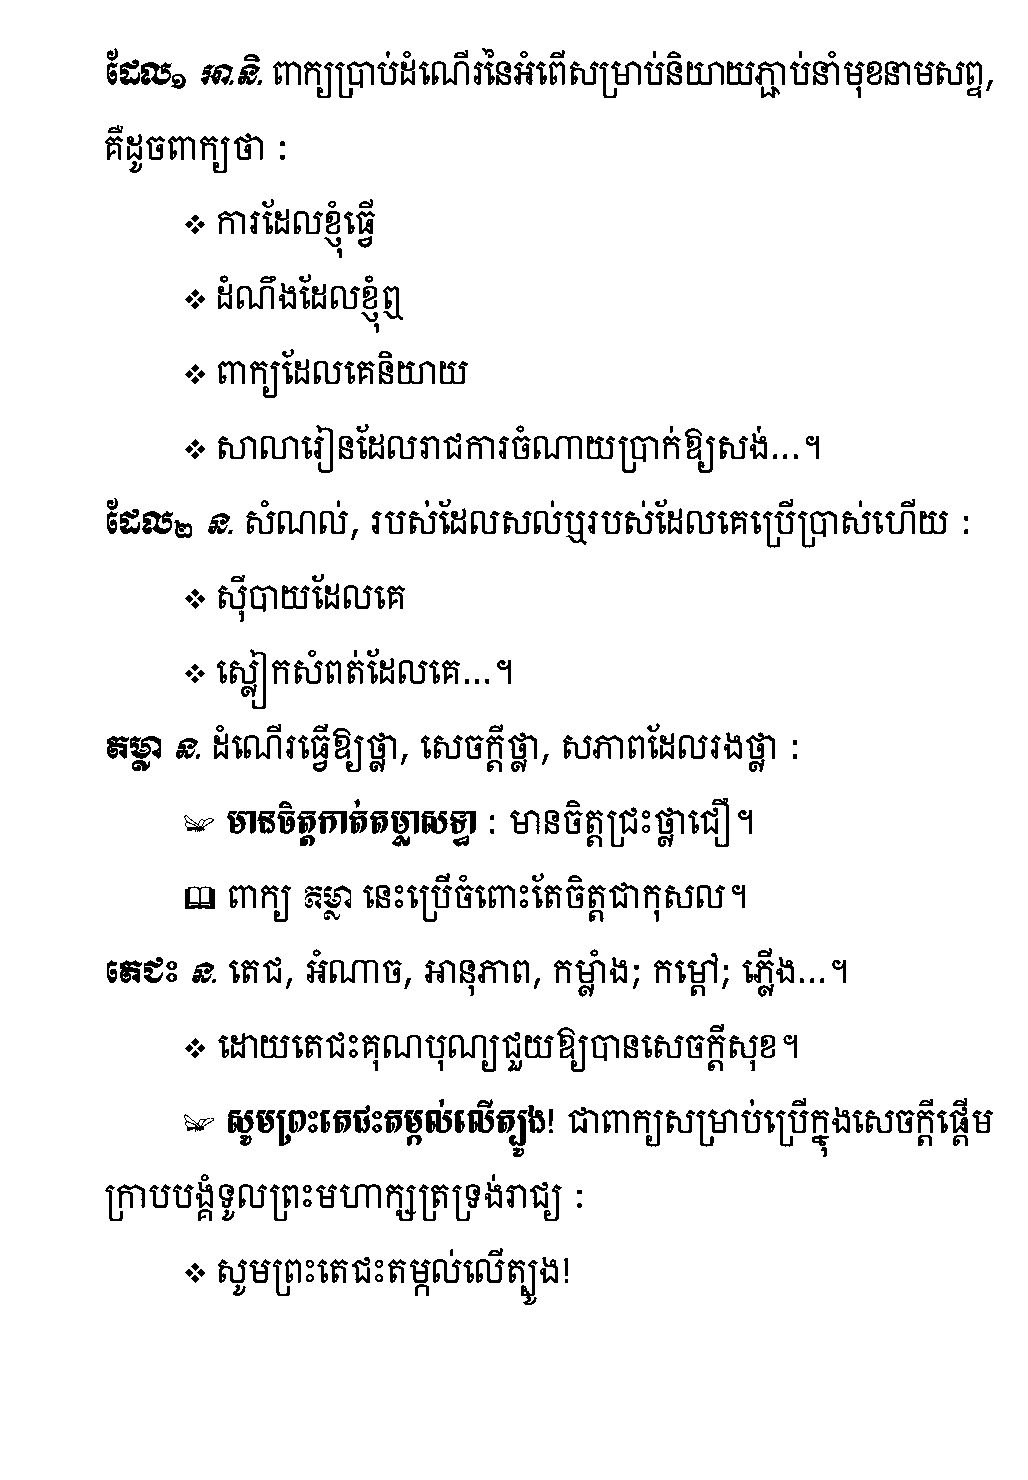 ដែល១ អា.និ. ពាក្យប្រាប់ដំណើរនៃអំពើសម្រាប់និយាយភ្ជាប់នាំមុខនាមសព្ទ,
គឺដូចពាក្យថា :
❖ ការដែលខ្ញុំធ្វើ
❖ ដំណឹងដែលខ្ញុំឮ
❖ ពាក្យដែលគេនិយាយ
❖ សាលារៀនដែលរាជការចំណាយប្រាក់ឱ្យសង់...។
ដែល២ ន. សំណល់, របស់ដែលសល់ឬរបស់ដែលគេប្រើប្រាស់ហើយ :
❖ ស៊ីបាយដែលគេ
❖ ស្លៀកសំពត់ដែលគេ...។
តម្លា ន. ដំណើរធ្វើឱ្យថ្លា, សេចក្ដីថ្លា, សភាពដែលរងថ្លា :
មានចិត្តកាត់តម្លាសទ្ធា : មានចិត្តជ្រះថ្លាជឿ។
🕮 ពាក្យ តម្លា នេះប្រើចំពោះតែចិត្តជាកុសល។
តេជះ ន. តេជ, អំណាច, អានុភាព, កម្លាំង; កម្ដៅ; ភ្លើង...។
❖ ដោយតេជះគុណបុណ្យជួយឱ្យបានសេចក្ដីសុខ។
សូមព្រះតេជះតម្កល់លើត្បូង! ជាពាក្យសម្រាប់ប្រើក្នុងសេចក្ដីផ្ដើម
ក្រាបបង្គំទូលព្រះមហាក្សត្រទ្រង់រាជ្យ :
❖ សូមព្រះតេជះតម្កល់លើត្បូង!